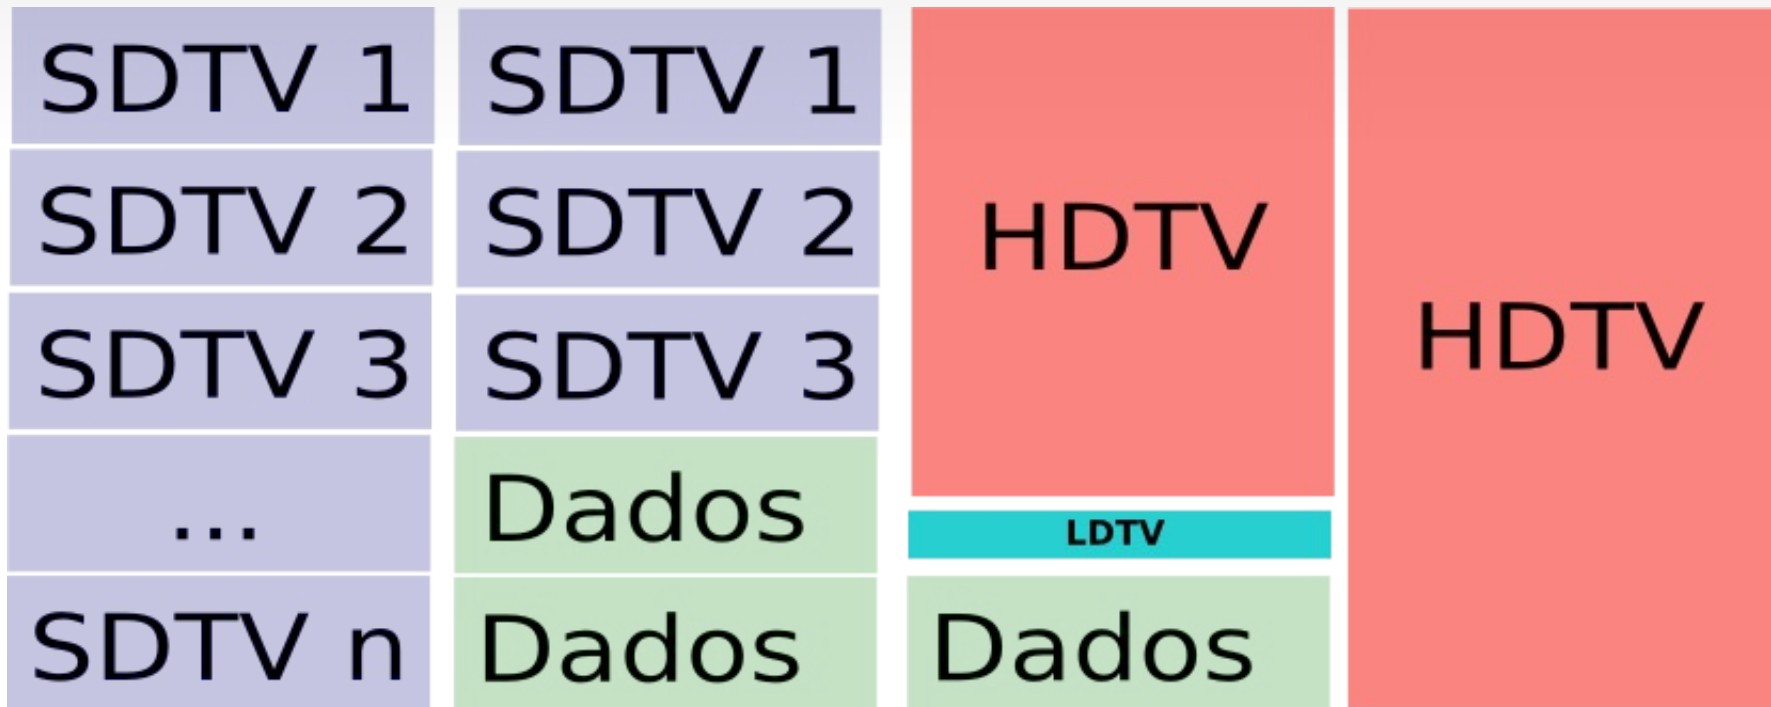 SDTV 1
SDTV 2
SDTV 3
...
SDTV n
SDTV 1
SDTV 2
SDTV 3
Dados
Dados
HDTV
LDTV
Dados
HDTV